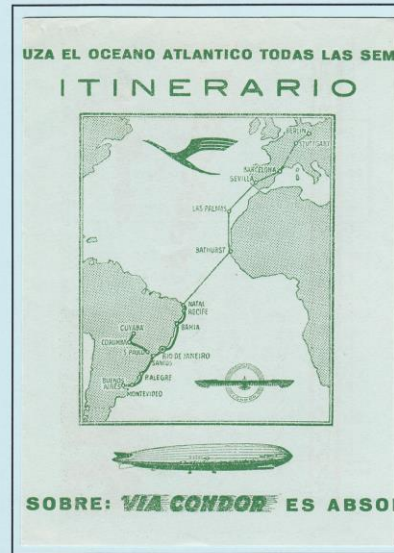 UZA EL OCEANO ATLANTICO TODAS LAS SEM
ITINERARIO
BERLIN
STUTTGART
BARCELONA
SEVILLA
LAS PALMAS
BATHURST
NATAL
RECIFE
BAHIA
CUYABA
CORUMBA
S. PAULO
RIO DE JANEIRO
SANTOS
P. ALEGRE
BUENOS
AIRES
MONTEVIDEO
SOBRE: VIA CONDOR ES ABSO